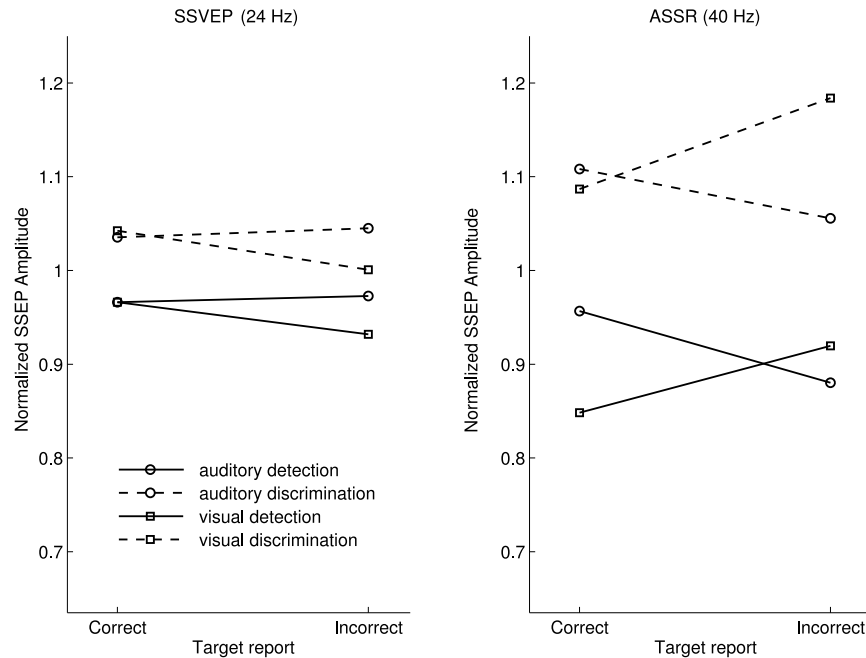 SSVEP (24 Hz)
Normalized SSEP Amplitude
1.2
1.1
1
0.9
0.8
0.7
auditory detection
auditory discrimination
visual detection
visual discrimination
Correct
Incorrect
Target report
ASSR (40 Hz)
Normalized SSEP Amplitude
1.2
1.1
1
0.9
0.8
0.7
Correct
Incorrect
Target report